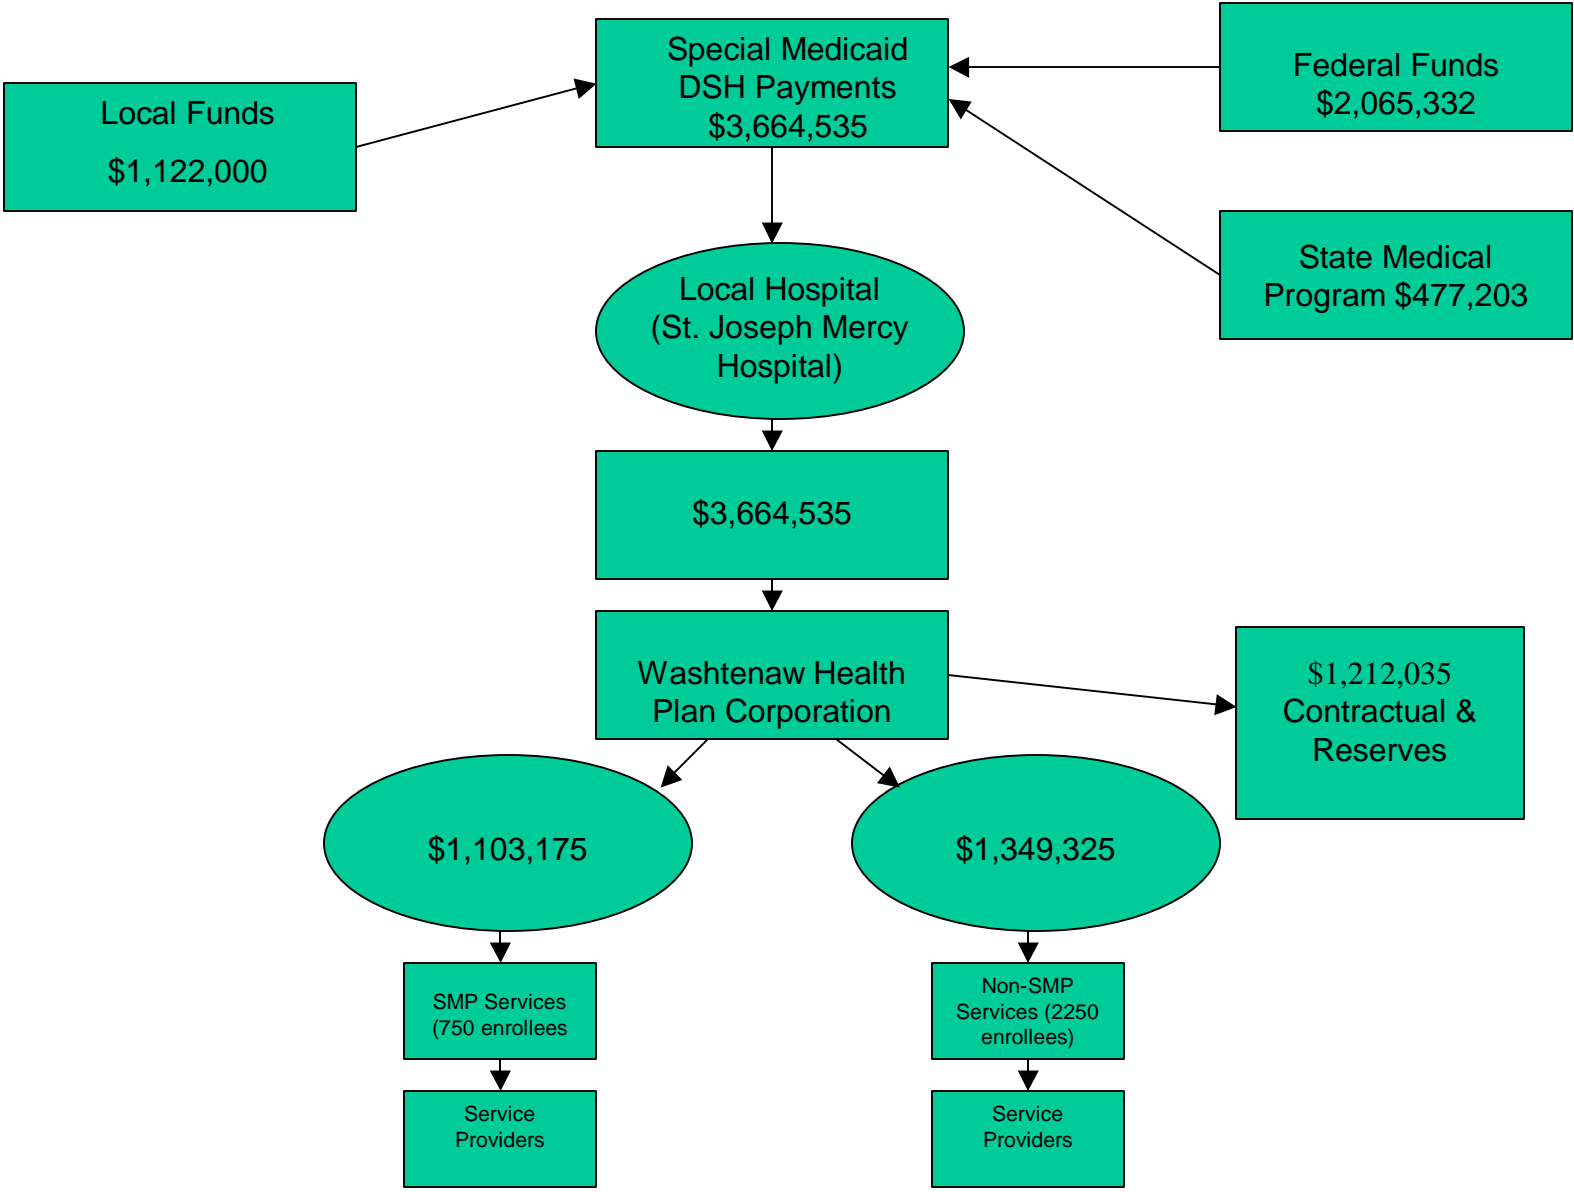 Special Medicaid
DSH Payments
$3,664,535
Federal Funds
$2,065,332
Local Funds
$1,122,000
State Medical
Program $477,203
Local Hospital
(St. Joseph Mercy
Hospital)
$3,664,535
Washtenaw Health
Plan Corporation
$1,212,035
Contractual &
Reserves
$1,103,175
$1,349,325
SMP Services
(750 enrollees
Non-SMP
Services (2250
enrollees)
Service
Providers
Service
Providers